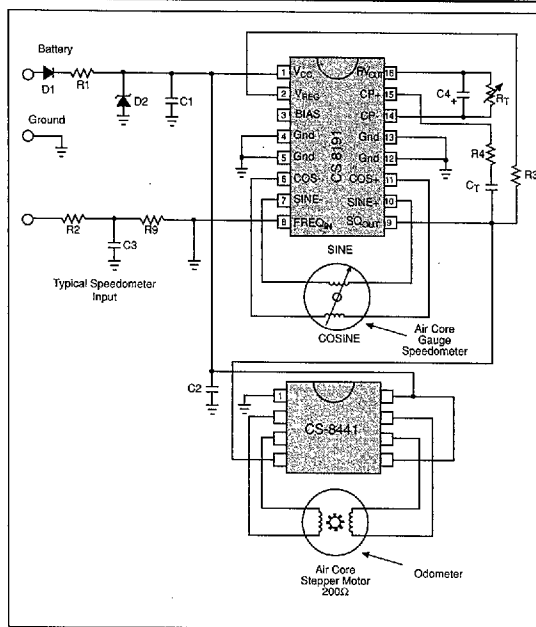 Battery
D1
R1
D2
C1
Ground
R2
C3
R9
Typical Speedometer
Input
1
VCC
2
VREG
3
BIAS
4
Gnd
5
Gnd
6
COS-
7
SINE-
8
FREQIN
CS-8191
16
15
CP+
14
CP-
13
Gnd
12
Gnd
11
COS+
10
SINE+
9
SQOUT
C4
+
RT
R4
CT
R3
SINE
COSINE
Air Core
Gauge
Speedometer
C2
1
CS-8441
Air Core
Stepper Motor
200Ω
Odometer